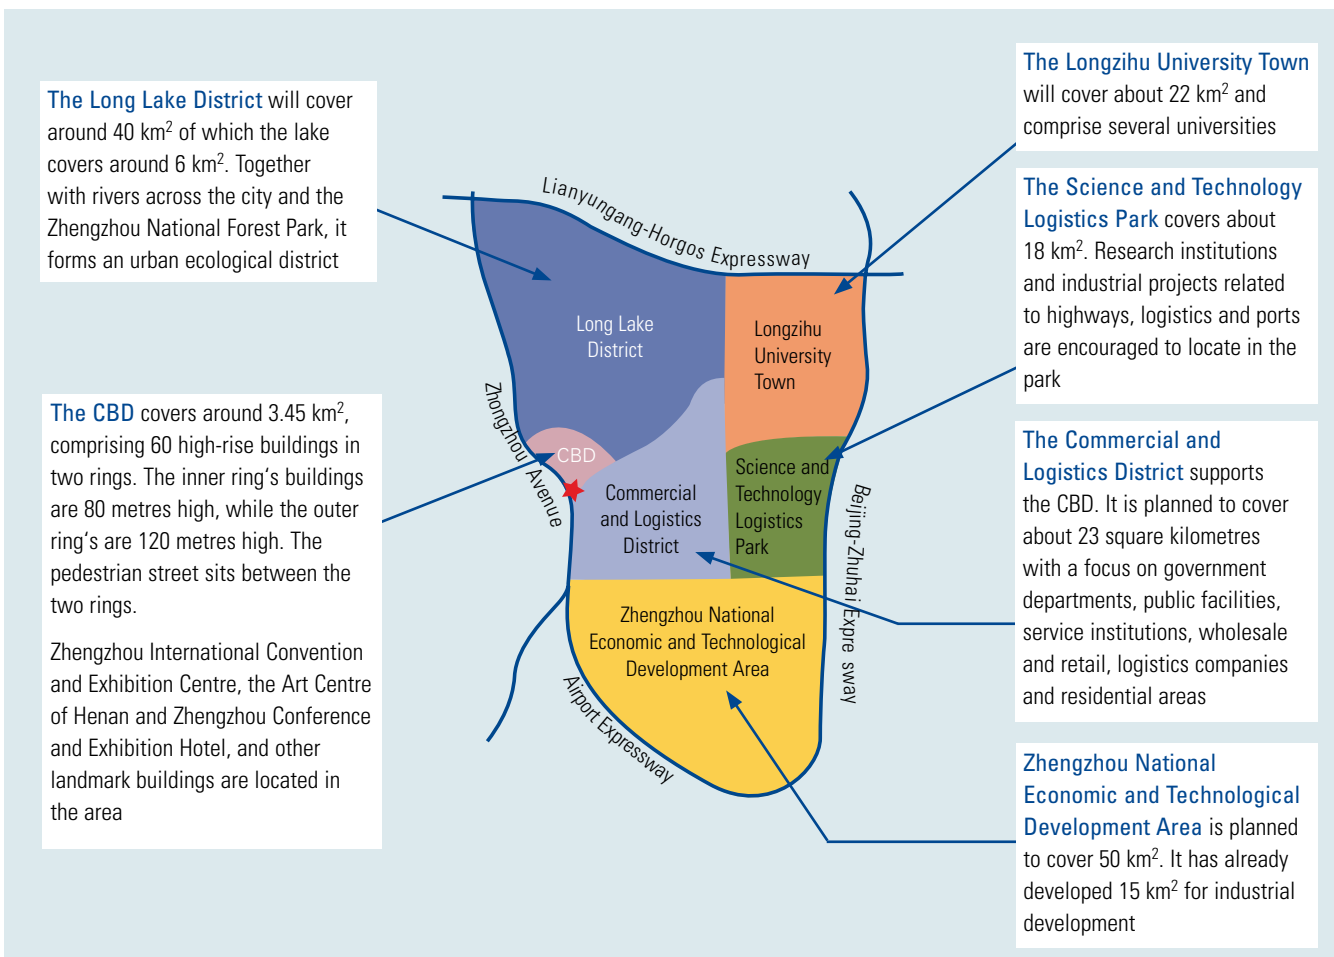 The Long Lake District will cover
around 40 km² of which the lake
covers around 6 km². Together
with rivers across the city and the
Zhengzhou National Forest Park, it
forms an urban ecological district
The CBD covers around 3.45 km²,
comprising 60 high-rise buildings in
two rings. The inner ring‘s buildings
are 80 metres high, while the outer
ring‘s are 120 metres high. The
pedestrian street sits between the
two rings.
Zhengzhou International Convention
and Exhibition Centre, the Art Centre
of Henan and Zhengzhou Conference
and Exhibition Hotel, and other
landmark buildings are located in
the area
Lianyungang-Horgos Expressway
Long Lake
District
Longzihu
University
Town
Zhongzhou Avenue
CBD
Commercial
and Logistics
District
Science and
Technology
Logistics
Park
Beijing-Zhuhai Expre sway
Zhengzhou National
Economic and Technological
Development Area
Airport Expressway
The Longzihu University Town
will cover about 22 km² and
comprise several universities
The Science and Technology
Logistics Park covers about
18 km². Research institutions
and industrial projects related
to highways, logistics and ports
are encouraged to locate in the
park
The Commercial and
Logistics District supports
the CBD. It is planned to cover
about 23 square kilometres
with a focus on government
departments, public facilities,
service institutions, wholesale
and retail, logistics companies
and residential areas
Zhengzhou National
Economic and Technological
Development Area is planned
to cover 50 km². It has already
developed 15 km² for industrial
development